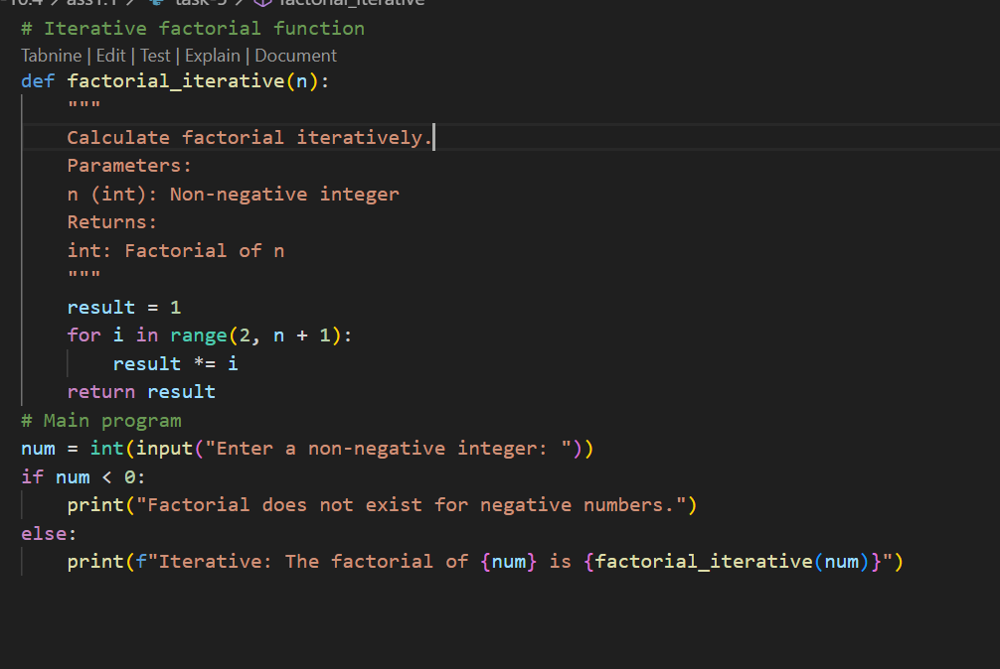 10.4 > ass1.1 > task-5 > factorial_iterative
# Iterative factorial function
Tabnine | Edit | Test | Explain | Document
def factorial_iterative(n):
    """
    Calculate factorial iteratively.
    Parameters:
    n (int): Non-negative integer
    Returns:
    int: Factorial of n
    """
    result = 1
    for i in range(2, n + 1):
        result *= i
    return result
# Main program
num = int(input("Enter a non-negative integer: "))
if num < 0:
    print("Factorial does not exist for negative numbers.")
else:
    print(f"Iterative: The factorial of {num} is {factorial_iterative(num)}")